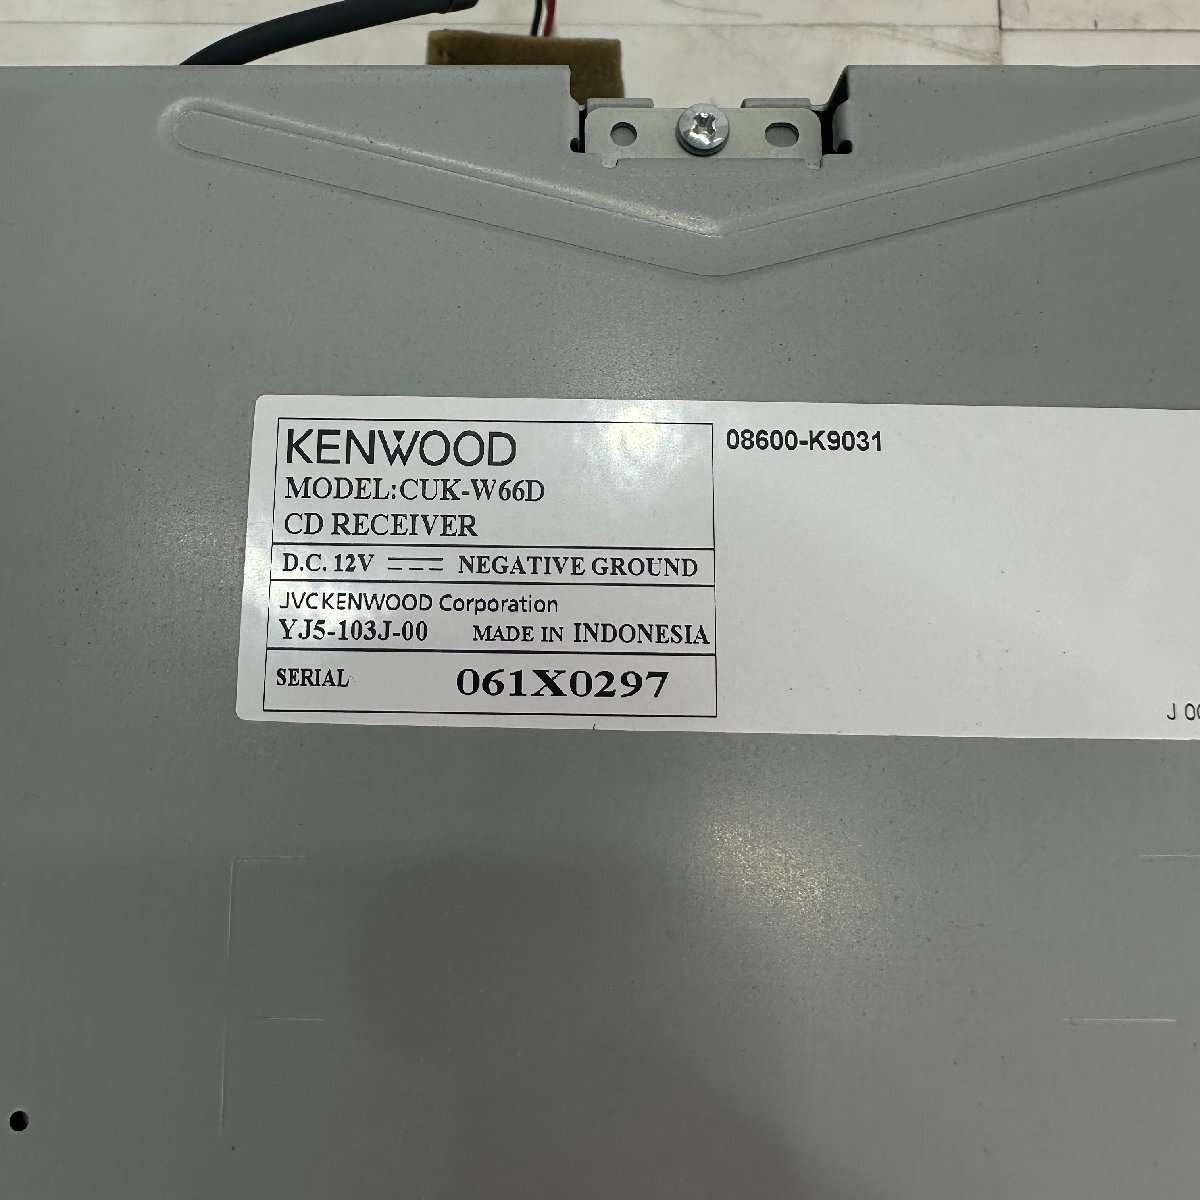 KENWOOD
MODEL:CUK-W66D
CD RECEIVER
D.C. 12V NEGATIVE GROUND
JVCKENWOOD Corporation
YJ5-103J-00 MADE IN INDONESIA
SERIAL 061X0297
08600-K9031
J 00